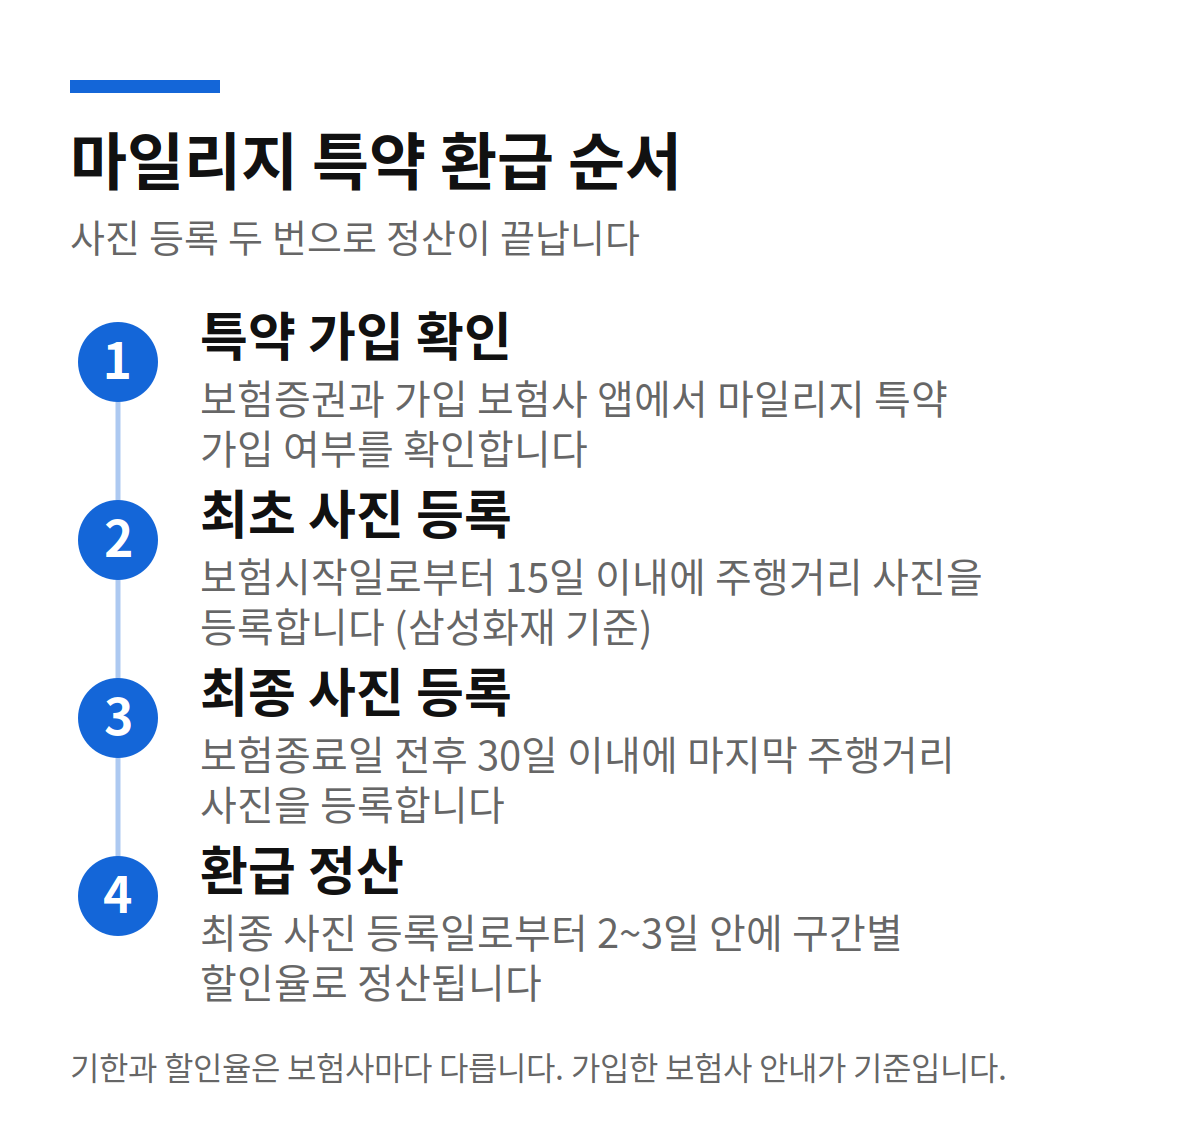 마일리지 특약 환급 순서
사진 등록 두 번으로 정산이 끝납니다
1
특약 가입 확인
보험증권과 가입 보험사 앱에서 마일리지 특약
가입 여부를 확인합니다
2
최초 사진 등록
보험시작일로부터 15일 이내에 주행거리 사진을
등록합니다 (삼성화재 기준)
3
최종 사진 등록
보험종료일 전후 30일 이내에 마지막 주행거리
사진을 등록합니다
4
환급 정산
최종 사진 등록일로부터 2~3일 안에 구간별
할인율로 정산됩니다
기한과 할인율은 보험사마다 다릅니다. 가입한 보험사 안내가 기준입니다.